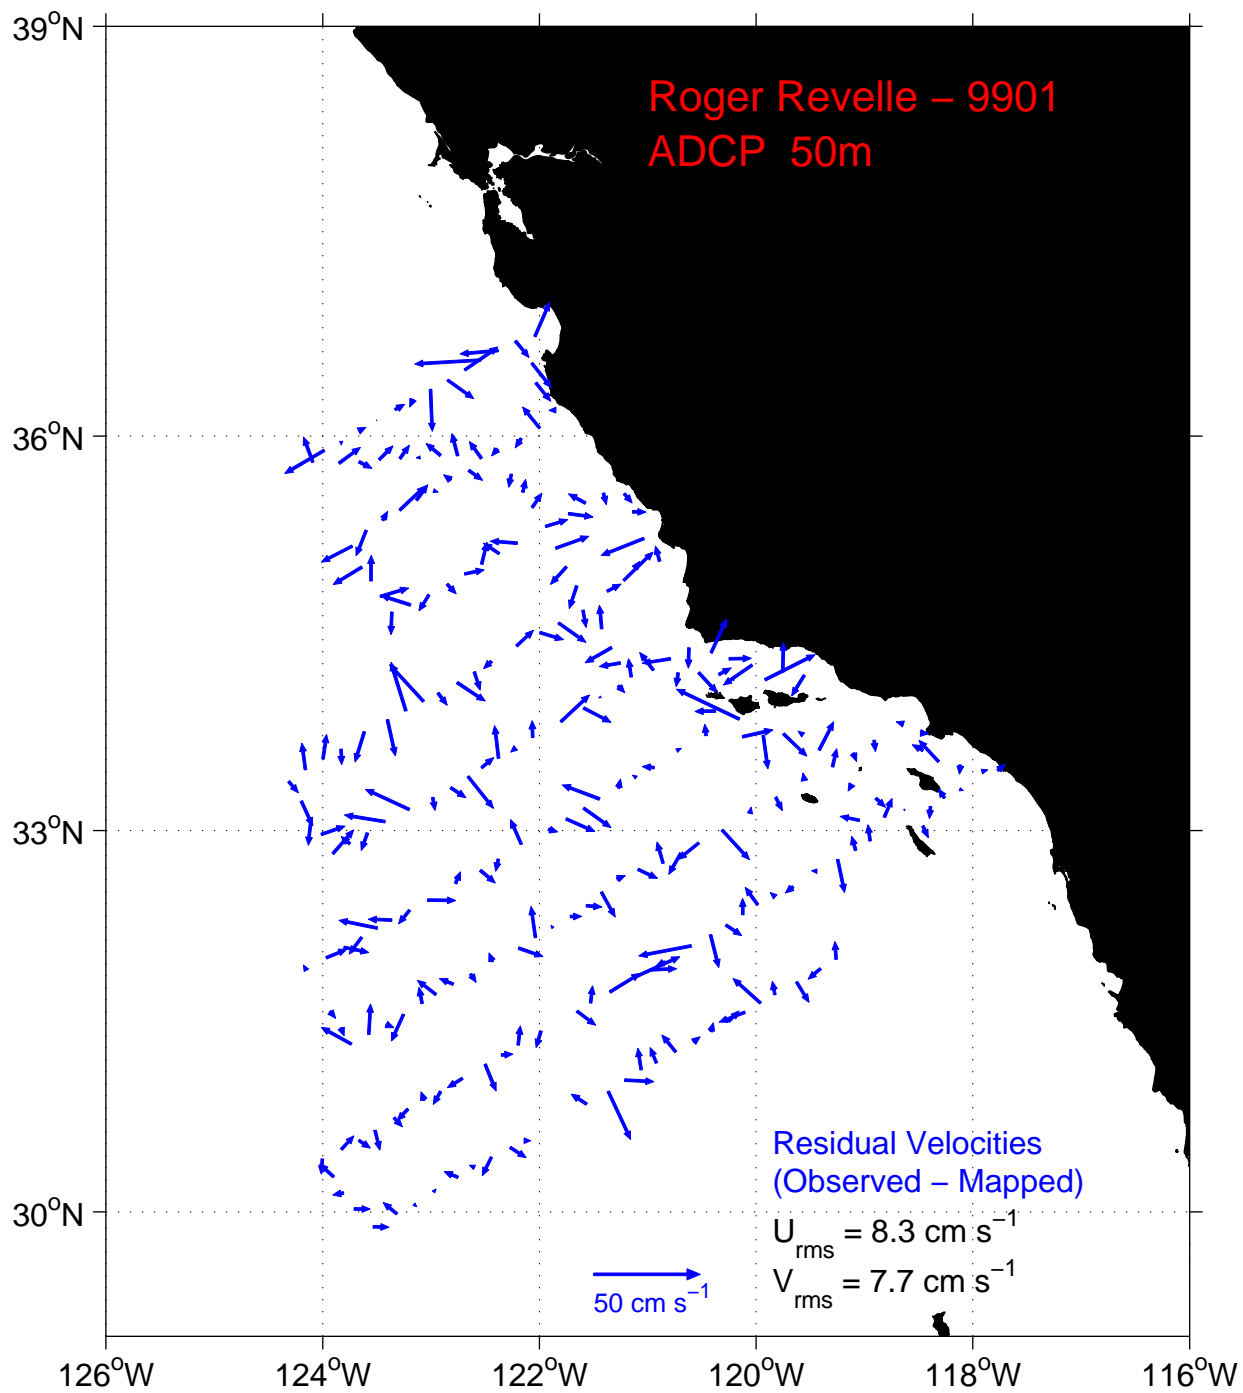 39°N
Roger Revelle – 9901
ADCP 50m
36°N
33°N
Residual Velocities
(Observed – Mapped)
30°N
U_rms = 8.3 cm s⁻¹
V_rms = 7.7 cm s⁻¹
50 cm s⁻¹
126°W 124°W 122°W 120°W 118°W 116°W